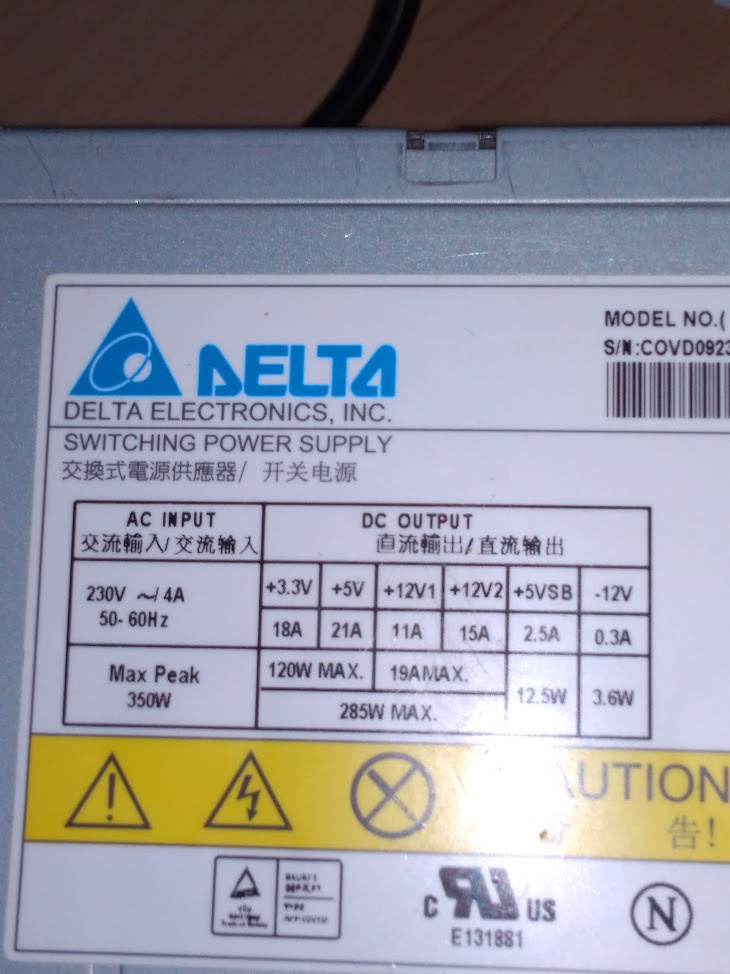 DELTA
DELTA ELECTRONICS, INC.
MODEL NO.(
S/N:COVD0923
SWITCHING POWER SUPPLY
交換式電源供應器/ 开关电源
AC INPUT
交流輸入/交流输入
DC OUTPUT
直流輸出/直流输出
230V ~/4A
50-60Hz
+3.3V +5V +12V1 +12V2 +5VSB -12V
18A 21A 11A 15A 2.5A 0.3A
Max Peak
350W
120W MAX. 19AMAX.
285W MAX.
12.5W 3.6W
AUTION
告!
C US
E131881
N